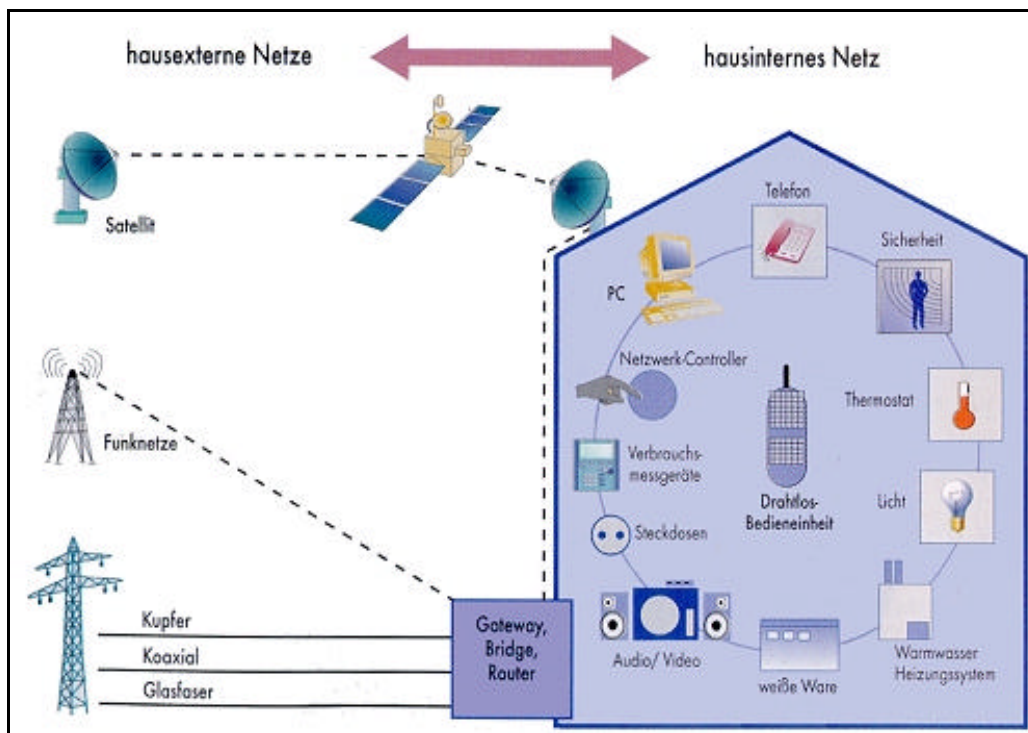 hausexterne Netze
hausinternes Netz
Satellit
Funknetze
Kupfer
Koaxial
Glasfaser
Gateway,
Bridge,
Router
Telefon
Sicherheit
PC
Netzwerk-Controller
Thermostat
Verbrauchs-
messgeräte
Drahtlos-
Bedieneinheit
Licht
Steckdosen
Audio/ Video
weiße Ware
Warmwasser
Heizungssystem